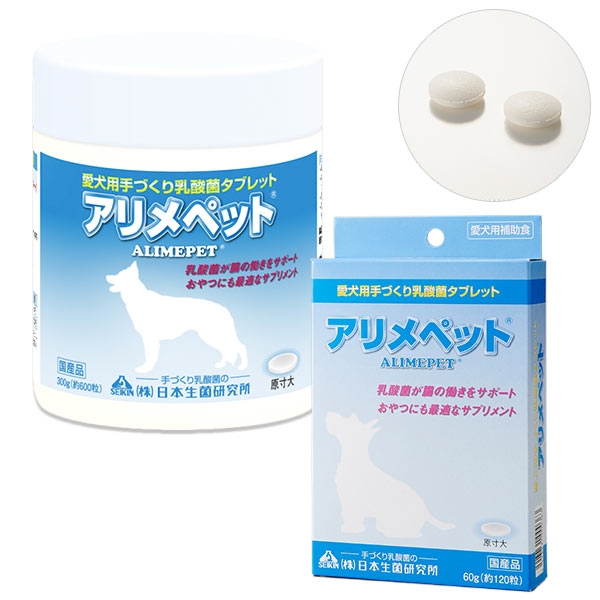 愛犬用手づくり乳酸菌タブレット
アリメペット®
ALIMEPET®
乳酸菌が腸の働きをサポート
おやつにも最適なサプリメント
国産品
300g(約600粒)
原寸大
手づくり乳酸菌の
SEIKIN
(株)日本生菌研究所
愛犬用補助食
愛犬用手づくり乳酸菌タブレット
アリメペット®
ALIMEPET®
乳酸菌が腸の働きをサポート
おやつにも最適なサプリメント
原寸大
手づくり乳酸菌の
SEIKIN
(株)日本生菌研究所
国産品
60g(約120粒)
アリメペット